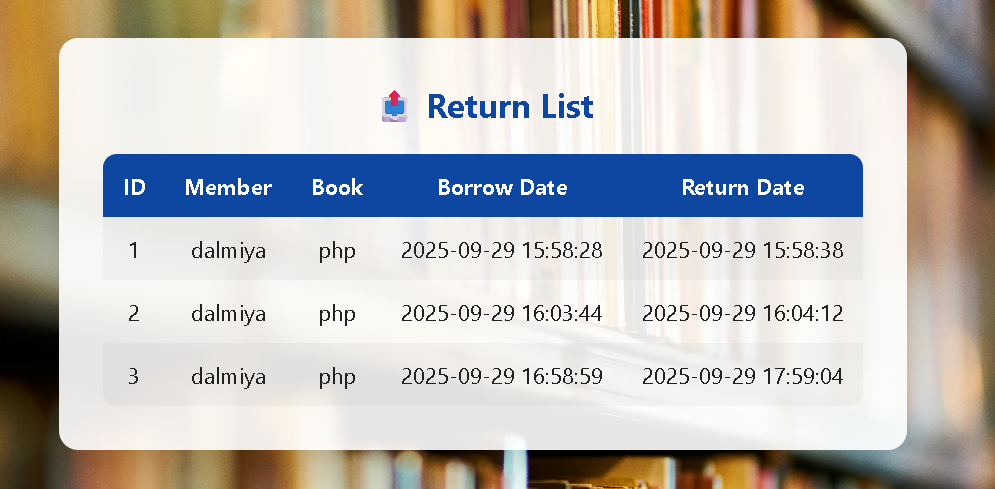 Return List
ID Member Book Borrow Date Return Date
1 dalmiya php 2025-09-29 15:58:28 2025-09-29 15:58:38
2 dalmiya php 2025-09-29 16:03:44 2025-09-29 16:04:12
3 dalmiya php 2025-09-29 16:58:59 2025-09-29 17:59:04